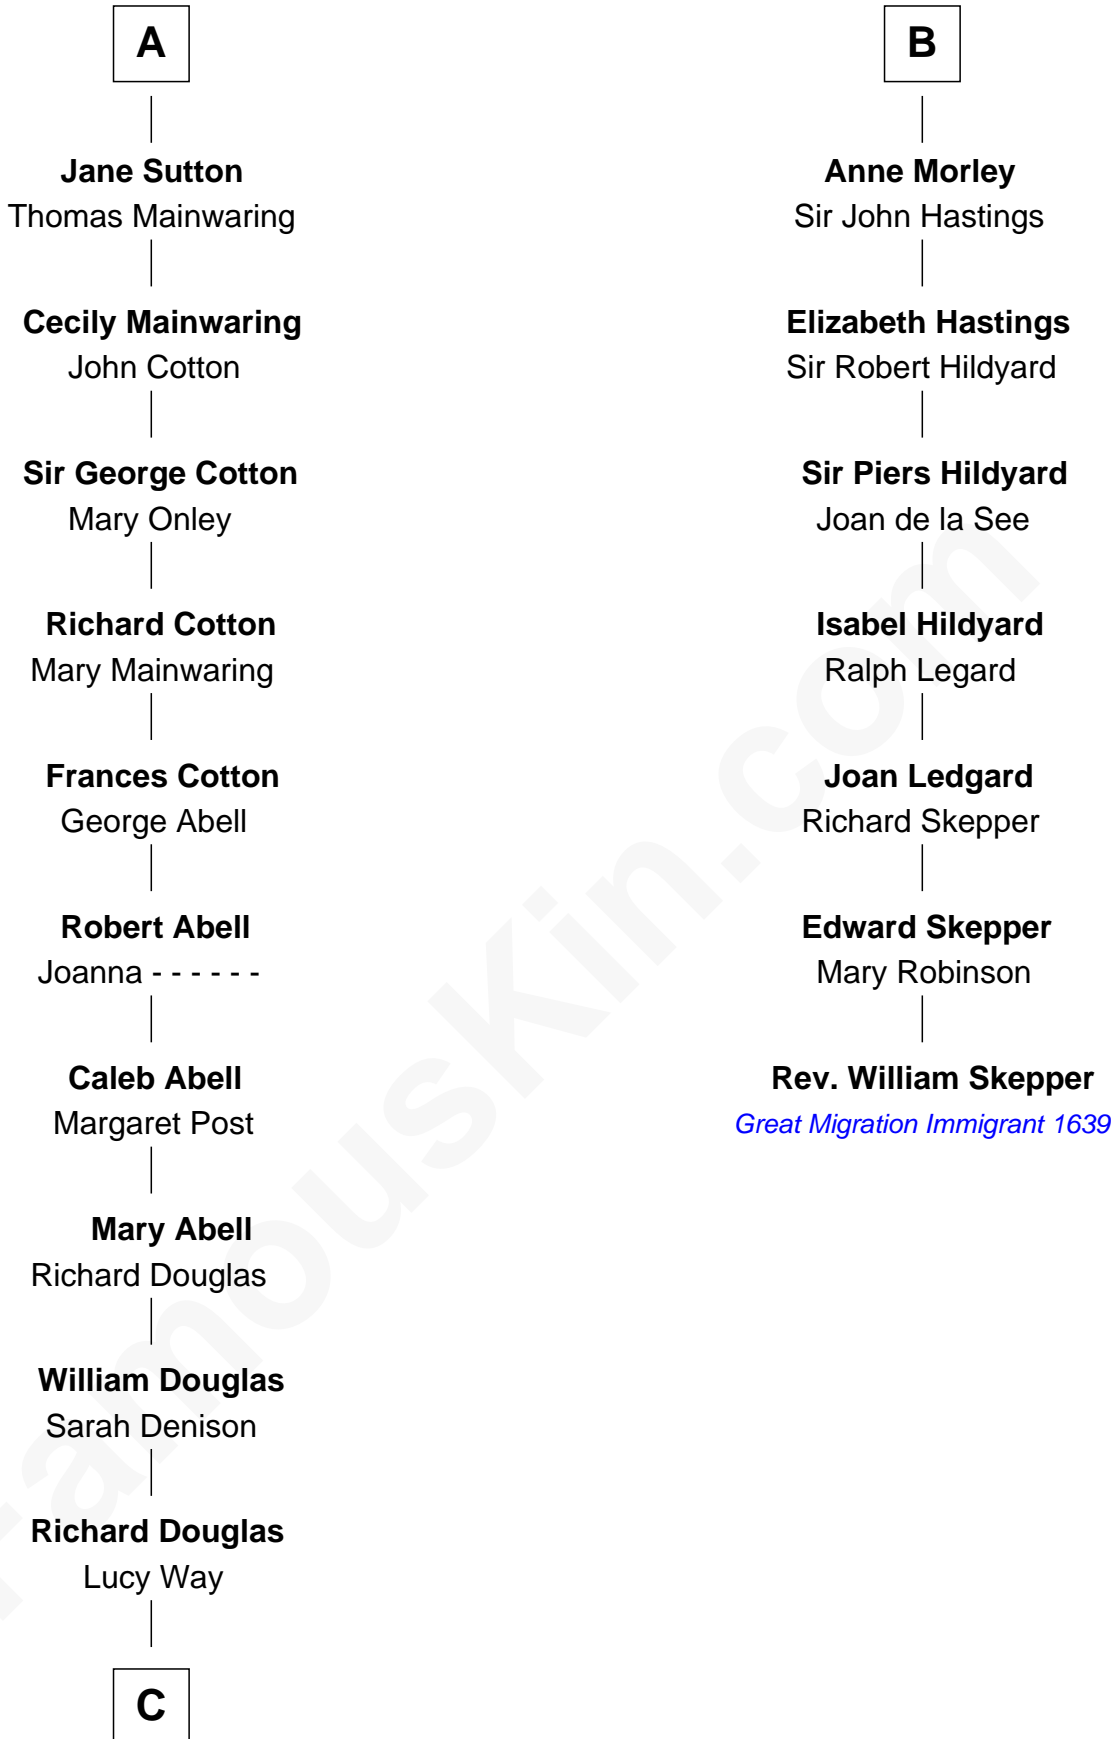 A
Jane Sutton
Thomas Mainwaring
Cecily Mainwaring
John Cotton
Sir George Cotton
Mary Onley
Richard Cotton
Mary Mainwaring
Frances Cotton
George Abell
Robert Abell
Joanna - - - - - -
Caleb Abell
Margaret Post
Mary Abell
Richard Douglas
William Douglas
Sarah Denison
Richard Douglas
Lucy Way
C
B
Anne Morley
Sir John Hastings
Elizabeth Hastings
Sir Robert Hildyard
Sir Piers Hildyard
Joan de la See
Isabel Hildyard
Ralph Legard
Joan Ledgard
Richard Skepper
Edward Skepper
Mary Robinson
Rev. William Skepper
Great Migration Immigrant 1639
FamousKin.com